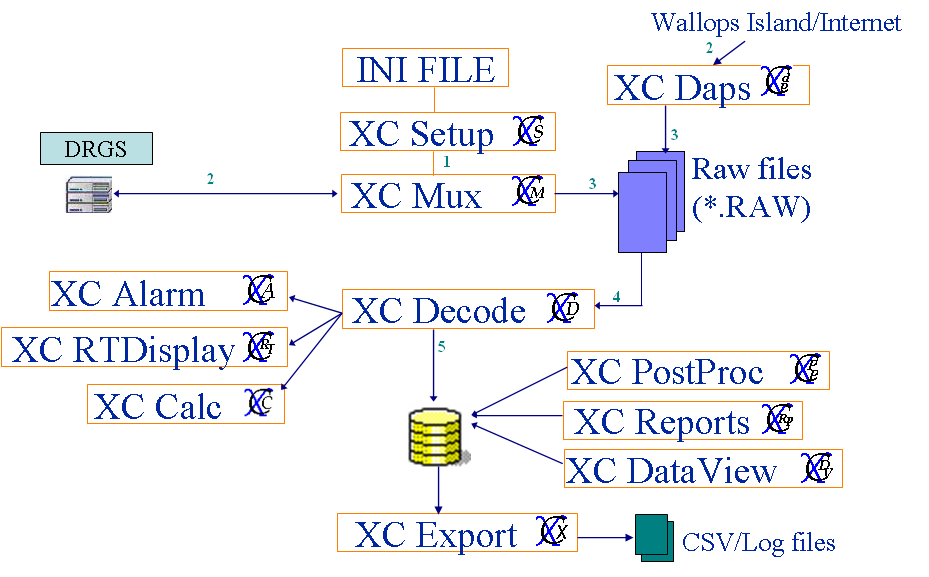 Wallops Island/Internet
2
INI FILE
XC Daps
XC Setup
3
DRGS
1
2
XC Mux
3
Raw files
(*.RAW)
XC Alarm
XC Decode
4
XC RTDisplay
5
XC PostProc
XC Calc
XC Reports
XC DataView
XC Export
CSV/Log files